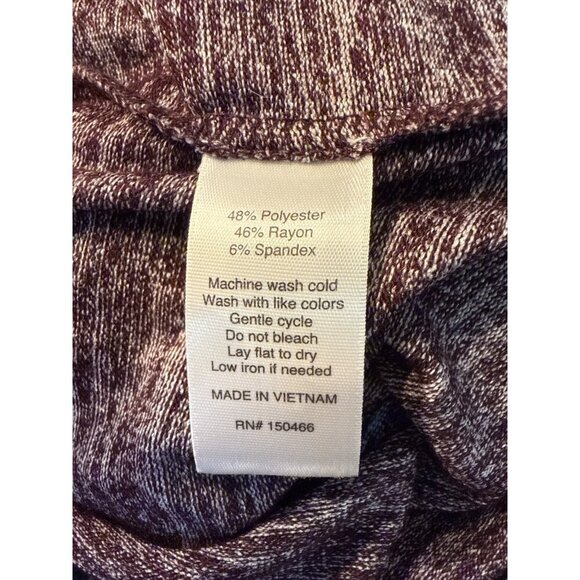 48% Polyester
46% Rayon
6% Spandex
Machine wash cold
Wash with like colors
Gentle cycle
Do not bleach
Lay flat to dry
Low iron if needed
MADE IN VIETNAM
RN# 150466